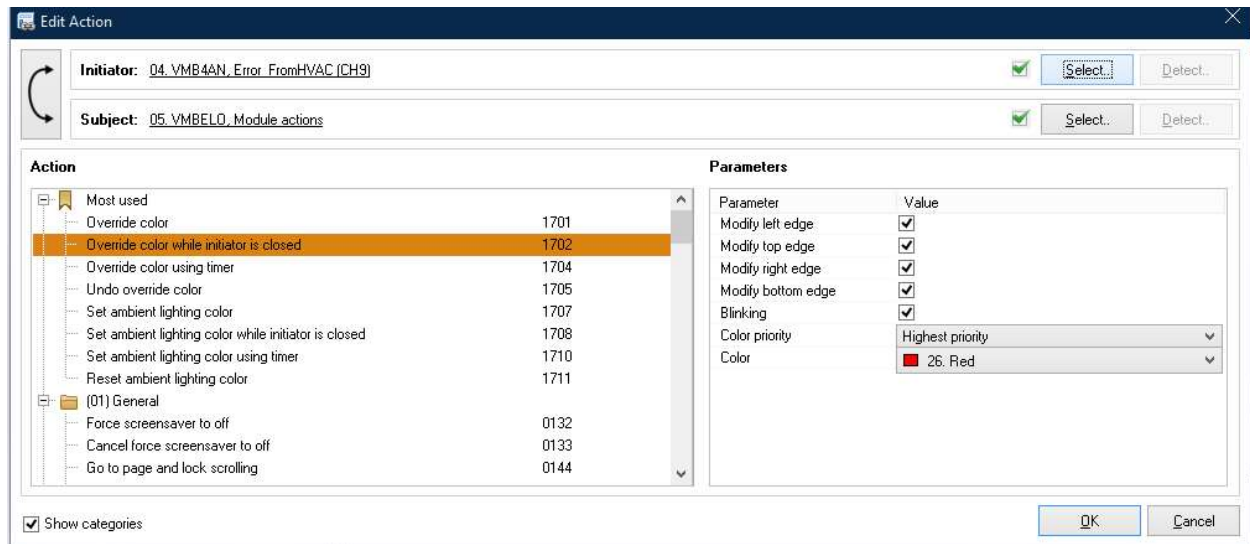 Edit Action
Initiator: 04. VMB4AN, Error FromHVAC (CH9) Select.. Detect..
Subject: 05. VMBELO, Module actions Select.. Detect..
Action
Most used
Override color 1701
Override color while initiator is closed 1702
Override color using timer 1704
Undo override color 1705
Set ambient lighting color 1707
Set ambient lighting color while initiator is closed 1708
Set ambient lighting color using timer 1710
Reset ambient lighting color 1711
(01) General
Force screensaver to off 0132
Cancel force screensaver to off 0133
Go to page and lock scrolling 0144
Parameters
Parameter Value
Modify left edge
Modify top edge
Modify right edge
Modify bottom edge
Blinking
Color priority Highest priority
Color 26. Red
Show categories
OK Cancel